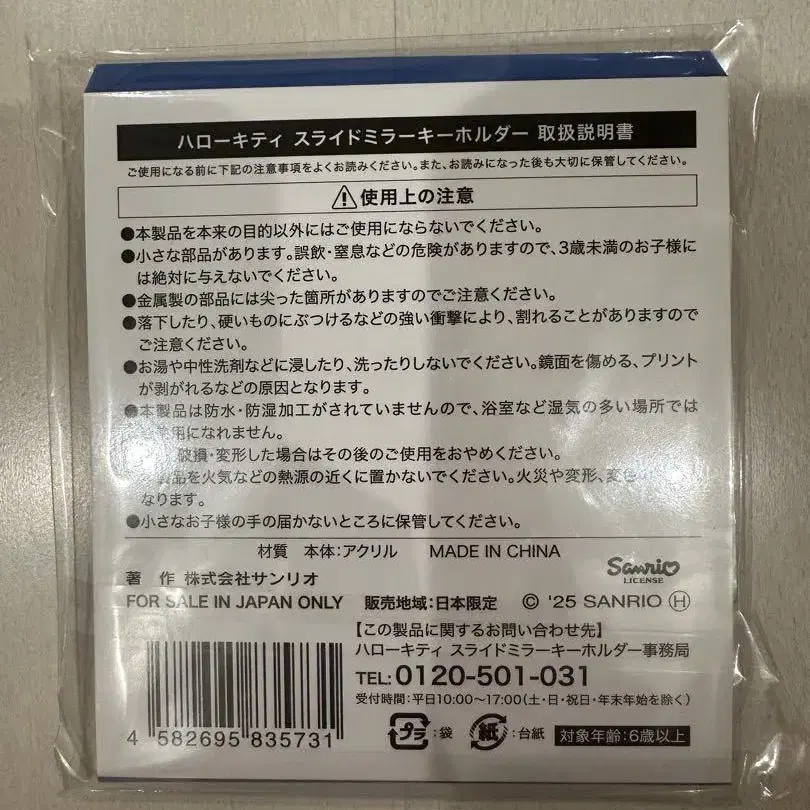 ハローキティ スライドミラーキーホルダー 取扱説明書
ご使用になる前に下記の注意事項をよくお読みください。また、お読みになった後も大切に保管してください。
⚠使用上の注意
●本製品を本来の目的以外にはご使用にならないでください。
●小さな部品があります。誤飲・窒息などの危険がありますので、3歳未満のお子様に
は絶対に与えないでください。
●金属製の部品には尖った箇所がありますのでご注意ください。
●落下したり、硬いものにぶつけるなどの強い衝撃により、割れることがありますので
ご注意ください。
●お湯や中性洗剤などに浸したり、洗ったりしないでください。鏡面を傷める、プリント
が剥がれるなどの原因となります。
●本製品は防水・防湿加工がされていませんので、浴室など湿気の多い場所では
用になれません。
破損・変形した場合はその後のご使用をおやめください。
製品を火気などの熱源の近くに置かないでください。火災や変形、変色
なります。
●小さなお子様の手の届かないところに保管してください。
材質 本体:アクリル MADE IN CHINA
Sanrio
LICENSE
著 作 株式会社サンリオ
FOR SALE IN JAPAN ONLY 販売地域:日本限定 © '25 SANRIO Ⓗ
【この製品に関するお問い合わせ先】
ハローキティ スライドミラーキーホルダー事務局
TEL:0120-501-031
受付時間:平日10:00〜17:00(土・日・祝日・年末年始を除く)
4 582695 835731
プラ:袋 紙:台紙 対象年齢:6歳以上